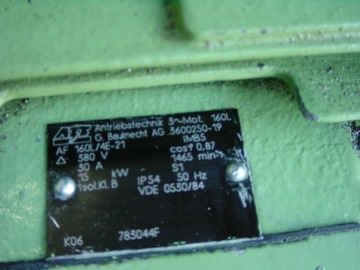 Antriebstechnik 3~Mot. 160L
G. Bauknecht AG .3600250-19
AF 160L/4E-21 IMB5
Δ 380 V cosφ 0,87
30 A 1465 min-1
15 kW S1
Isol.KL B IP54 50 Hz
VDE 0530/84
K06 783044F